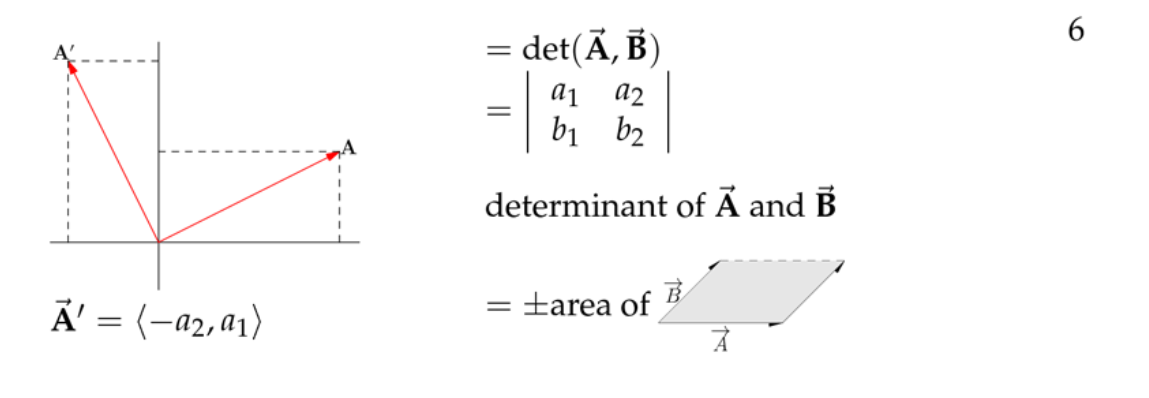 6
A′
A
A⃗′ = ⟨−a₂, a₁⟩
= det(A⃗, B⃗)
= | a₁ a₂ |
| b₁ b₂ |
determinant of A⃗ and B⃗
= ±area of
B⃗
A⃗